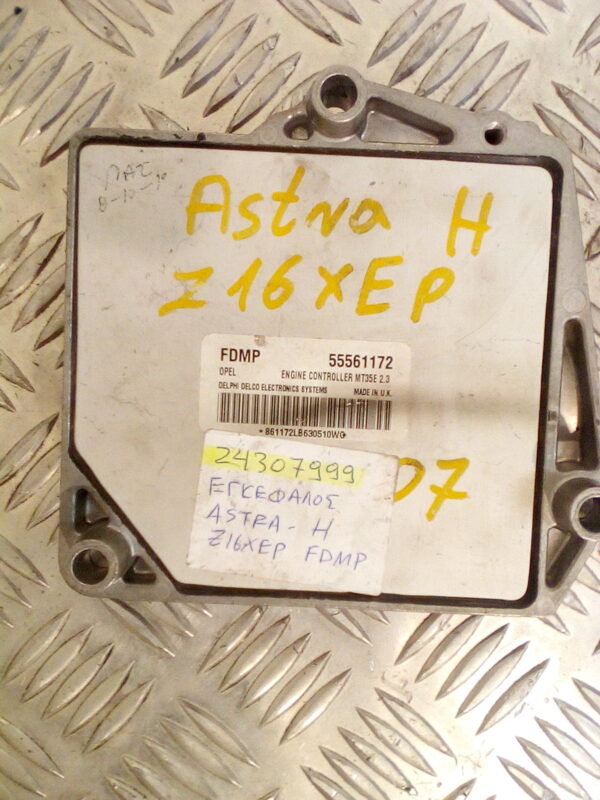 ΠΑΣ
Astra H
Z16XEP
FDMP 55561172
OPEL ENGINE CONTROLLER MT35E 2.3
DELPHI DELCO ELECTRONICS SYSTEMS MADE IN U.K.
*861172LB630510WG*
07
24307999
ΕΓΚΕΦΑΛΟΣ
ASTRA - H
Z16XEP FDMP